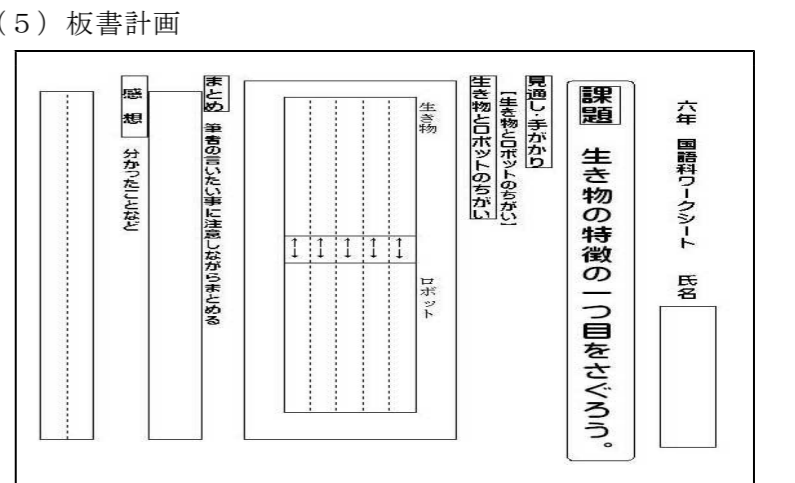 （５）板書計画
六年　国語科ワークシート　氏名
課題　生き物の特徴の一つ目をさぐろう。
見通し・手がかり
【生き物とロボットのちがい】
生き物とロボットのちがい
生き物　ロボット
↑↓　↑↓　↑↓　↑↓　↑↓
まとめ　筆者の言いたい事に注意しながらまとめる
感想　分かったことなど